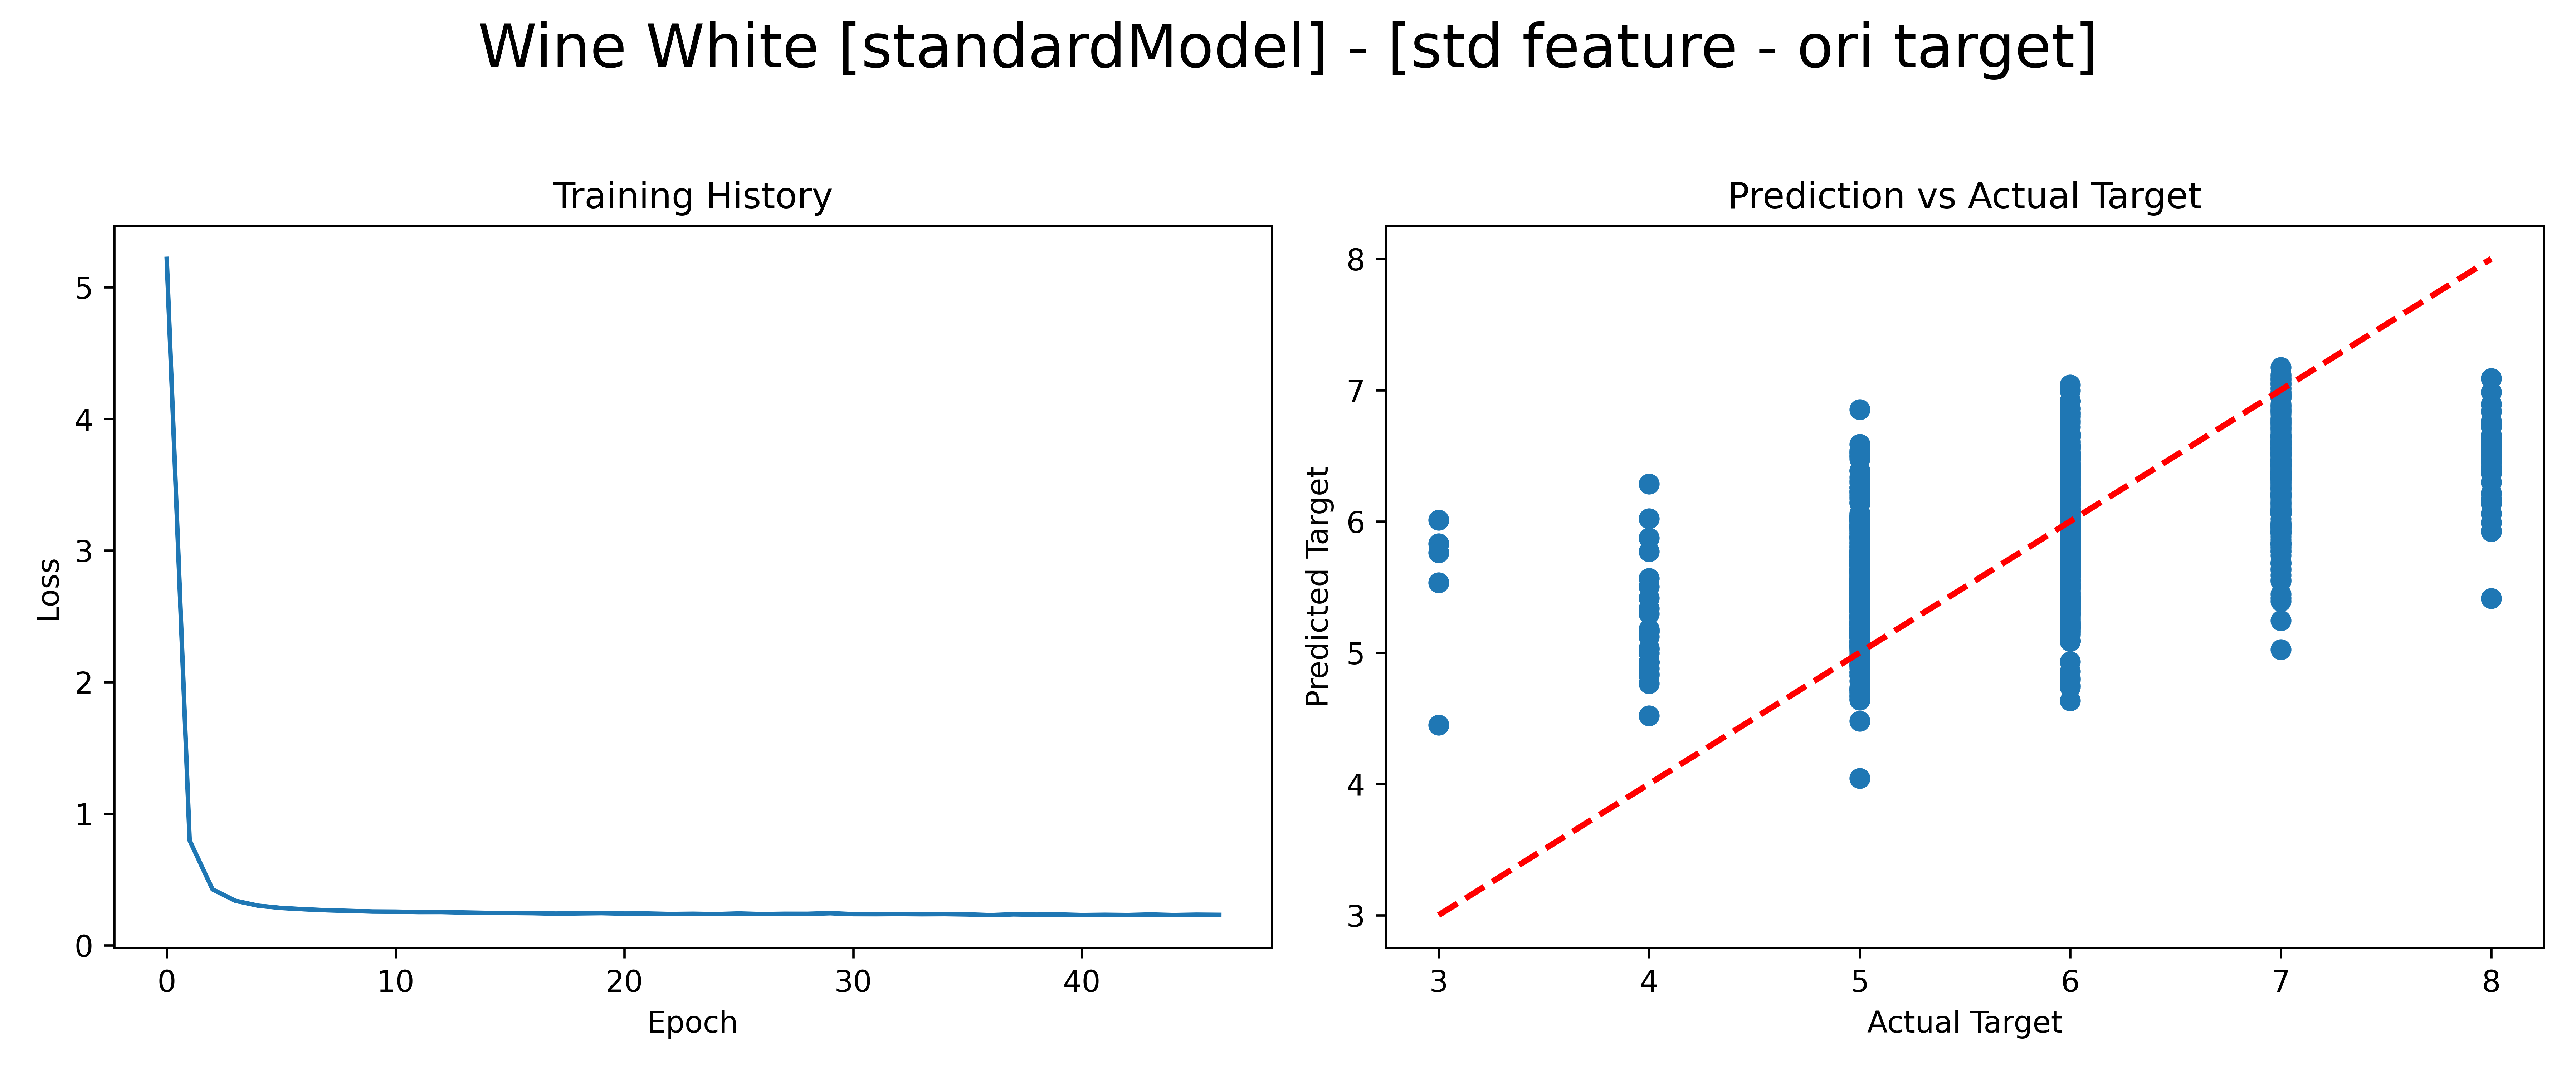 Wine White [standardModel] - [std feature - ori target]
Training History
Loss
5
4
3
2
1
0
0 10 20 30 40
Epoch
Prediction vs Actual Target
Predicted Target
8
7
6
5
4
3
3 4 5 6 7 8
Actual Target